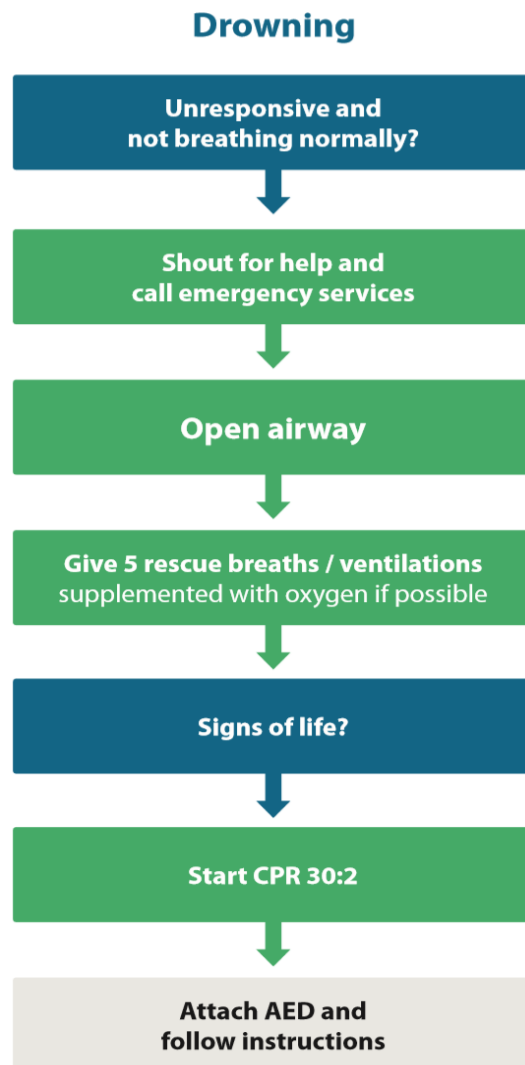 Drowning
Unresponsive and
not breathing normally?
Shout for help and
call emergency services
Open airway
Give 5 rescue breaths / ventilations
supplemented with oxygen if possible
Signs of life?
Start CPR 30:2
Attach AED and
follow instructions